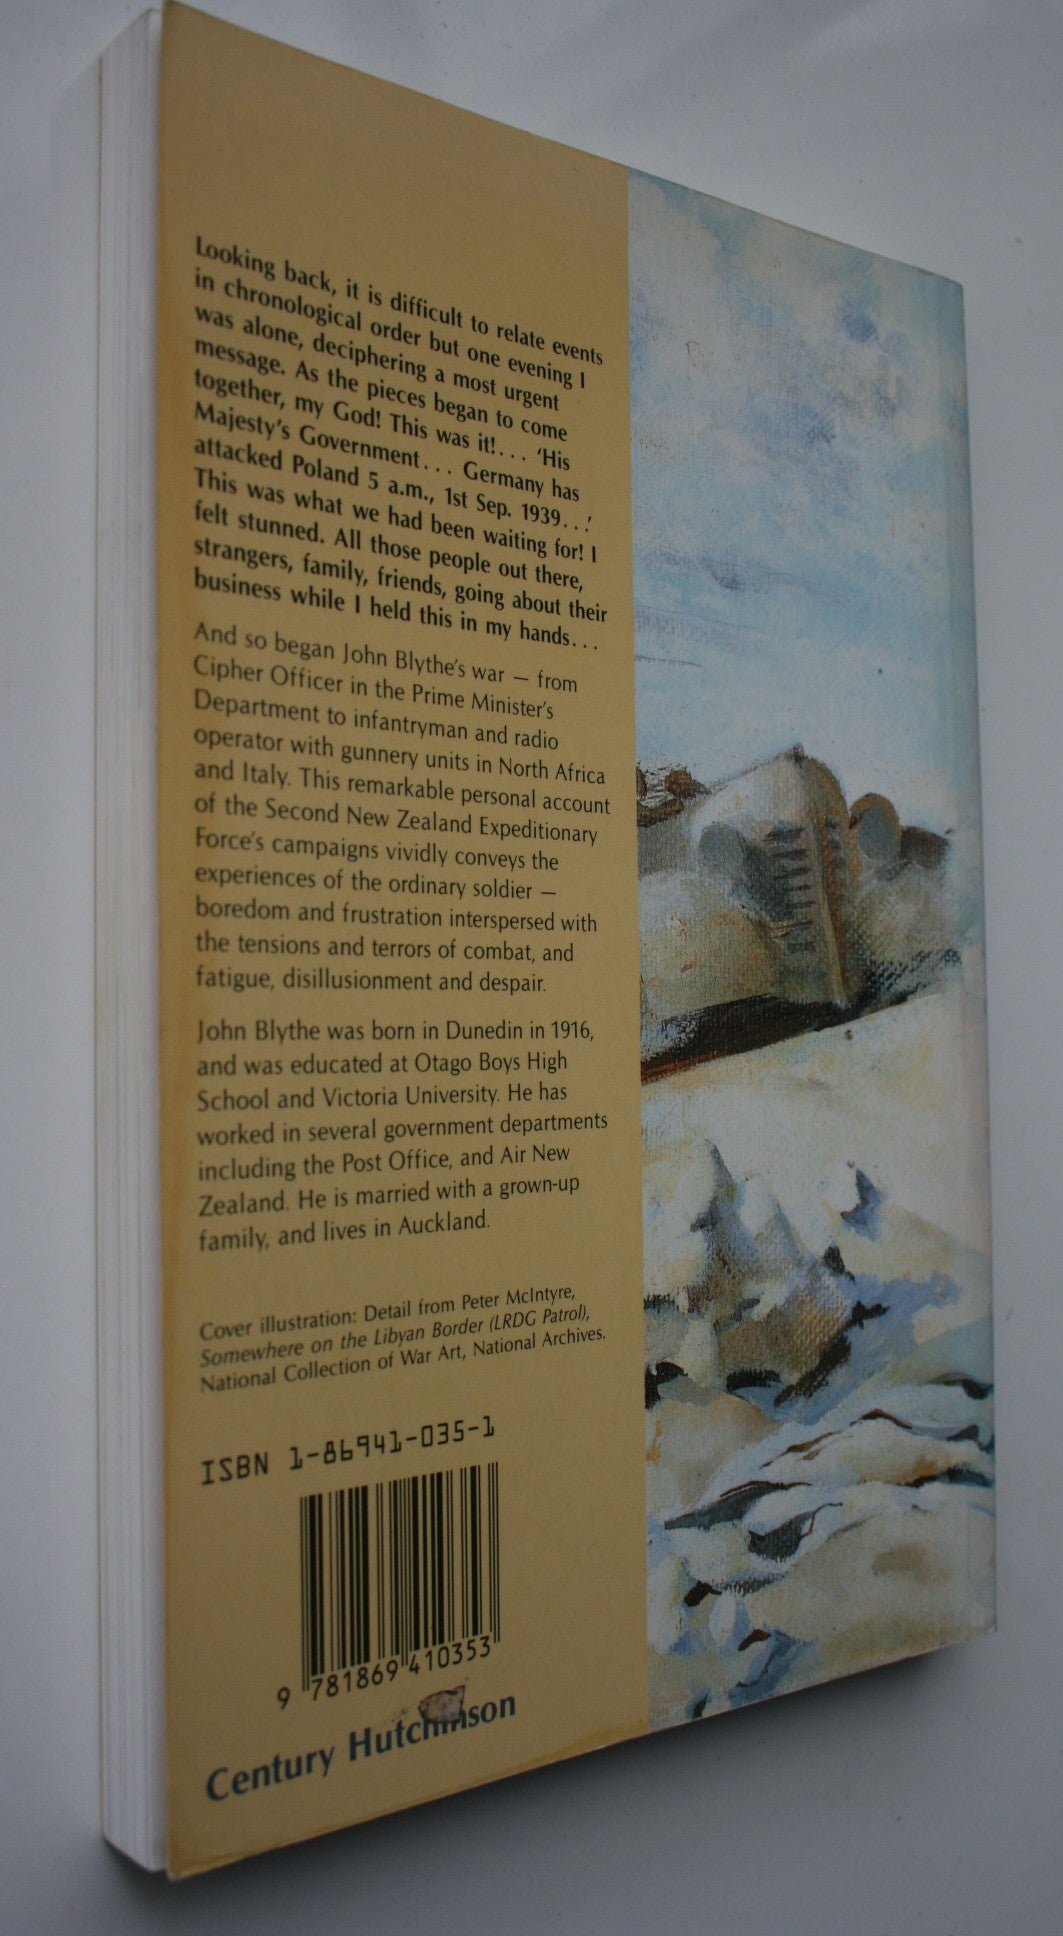 Looking back, it is difficult to relate events
in chronological order but one evening I
was alone, deciphering a most urgent
message. As the pieces began to come
together, my God! This was it!... 'His
Majesty's Government... Germany has
attacked Poland 5 a.m., 1st Sep. 1939...'
This was what we had been waiting for! I
felt stunned. All those people out there,
strangers, family, friends, going about their
business while I held this in my hands...
And so began John Blythe's war – from
Cipher Officer in the Prime Minister's
Department to infantryman and radio
operator with gunnery units in North Africa
and Italy. This remarkable personal account
of the Second New Zealand Expeditionary
Force's campaigns vividly conveys the
experiences of the ordinary soldier –
boredom and frustration interspersed with
the tensions and terrors of combat, and
fatigue, disillusionment and despair.
John Blythe was born in Dunedin in 1916,
and was educated at Otago Boys High
School and Victoria University. He has
worked in several government departments
including the Post Office, and Air New
Zealand. He is married with a grown-up
family, and lives in Auckland.
Cover illustration: Detail from Peter McIntyre,
Somewhere on the Libyan Border (LRDG Patrol),
National Collection of War Art, National Archives.
ISBN 1-86941-035-1
9 781869 410353
Century Hutchinson